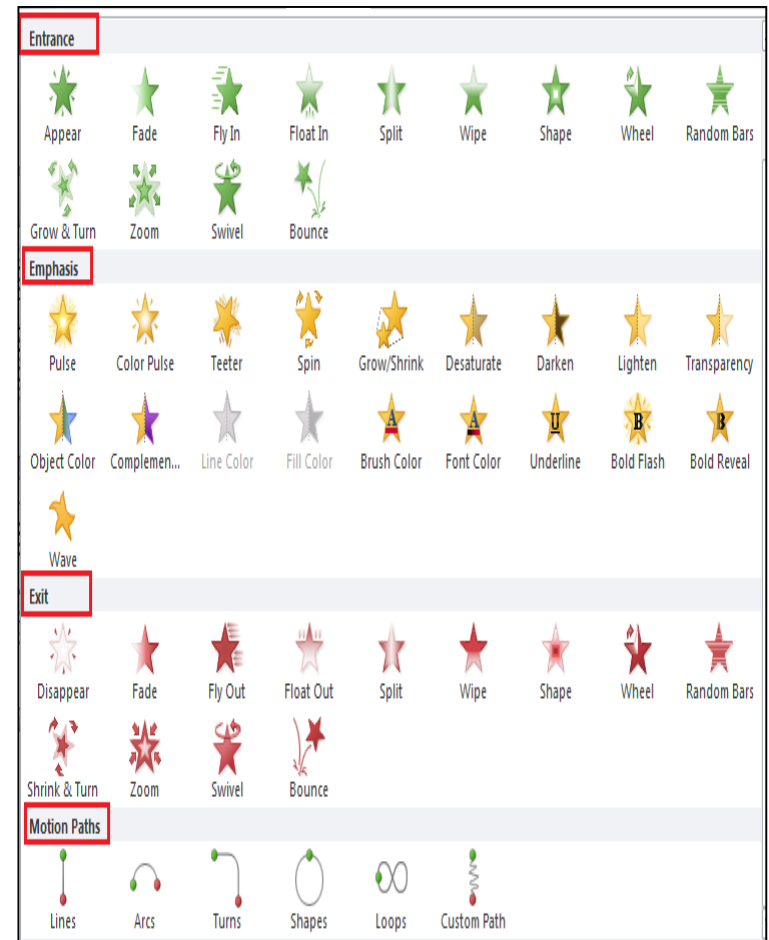 Entrance
Appear Fade Fly In Float In Split Wipe Shape Wheel Random Bars
Grow & Turn Zoom Swivel Bounce
Emphasis
Pulse Color Pulse Teeter Spin Grow/Shrink Desaturate Darken Lighten Transparency
Object Color Complemen... Line Color Fill Color Brush Color Font Color Underline Bold Flash Bold Reveal
Wave
Exit
Disappear Fade Fly Out Float Out Split Wipe Shape Wheel Random Bars
Shrink & Turn Zoom Swivel Bounce
Motion Paths
Lines Arcs Turns Shapes Loops Custom Path